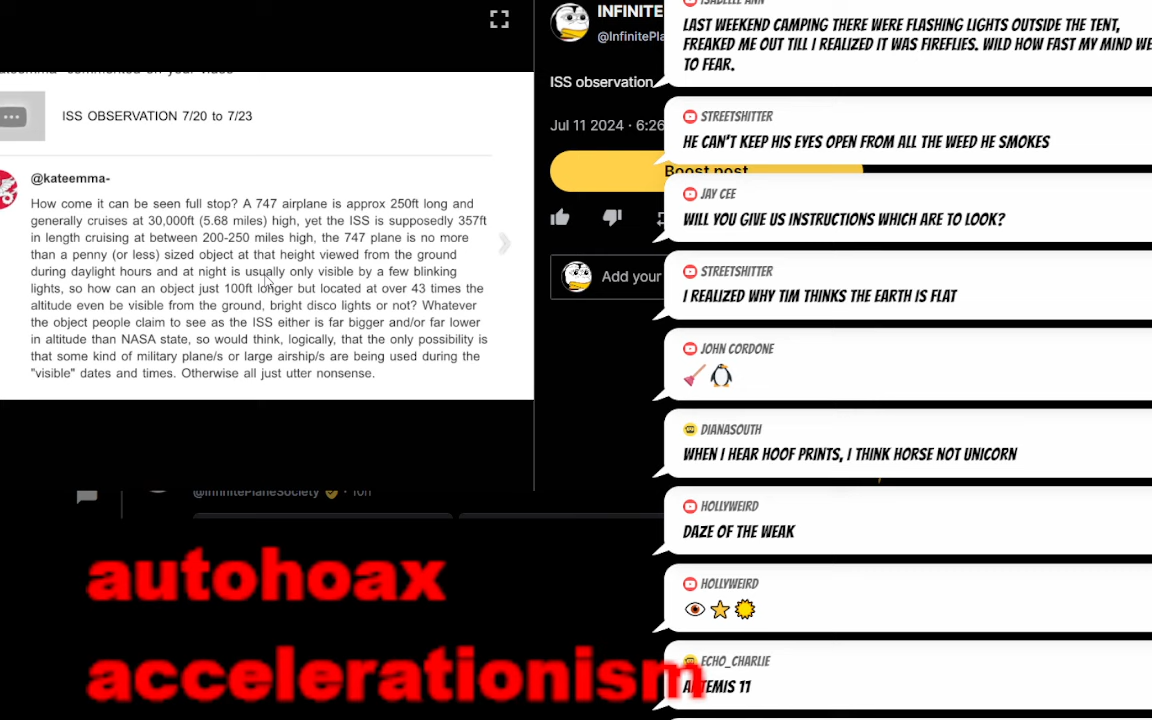 INFINITE
@InfinitePla
ISS OBSERVATION 7/20 to 7/23
ISS observation
Jul 11 2024 · 6:26
Boost post
Add your
@kateemma-
How come it can be seen full stop? A 747 airplane is approx 250ft long and
generally cruises at 30,000ft (5.68 miles) high, yet the ISS is supposedly 357ft
in length cruising at between 200-250 miles high, the 747 plane is no more
than a penny (or less) sized object at that height viewed from the ground
during daylight hours and at night is usually only visible by a few blinking
lights, so how can an object just 100ft longer but located at over 43 times the
altitude even be visible from the ground, bright disco lights or not? Whatever
the object people claim to see as the ISS either is far bigger and/or far lower
in altitude than NASA state, so would think, logically, that the only possibility is
that some kind of military plane/s or large airship/s are being used during the
"visible" dates and times. Otherwise all just utter nonsense.
@InfinitePlaneSociety · 10h
autohoax
accelerationism
ISABELLE ANN
LAST WEEKEND CAMPING THERE WERE FLASHING LIGHTS OUTSIDE THE TENT,
FREAKED ME OUT TILL I REALIZED IT WAS FIREFLIES. WILD HOW FAST MY MIND WE
TO FEAR.
STREETSHITTER
HE CAN'T KEEP HIS EYES OPEN FROM ALL THE WEED HE SMOKES
JAY CEE
WILL YOU GIVE US INSTRUCTIONS WHICH ARE TO LOOK?
STREETSHITTER
I REALIZED WHY TIM THINKS THE EARTH IS FLAT
JOHN CORDONE
DIANASOUTH
WHEN I HEAR HOOF PRINTS, I THINK HORSE NOT UNICORN
HOLLYWEIRD
DAZE OF THE WEAK
HOLLYWEIRD
ECHO_CHARLIE
ARTEMIS 11